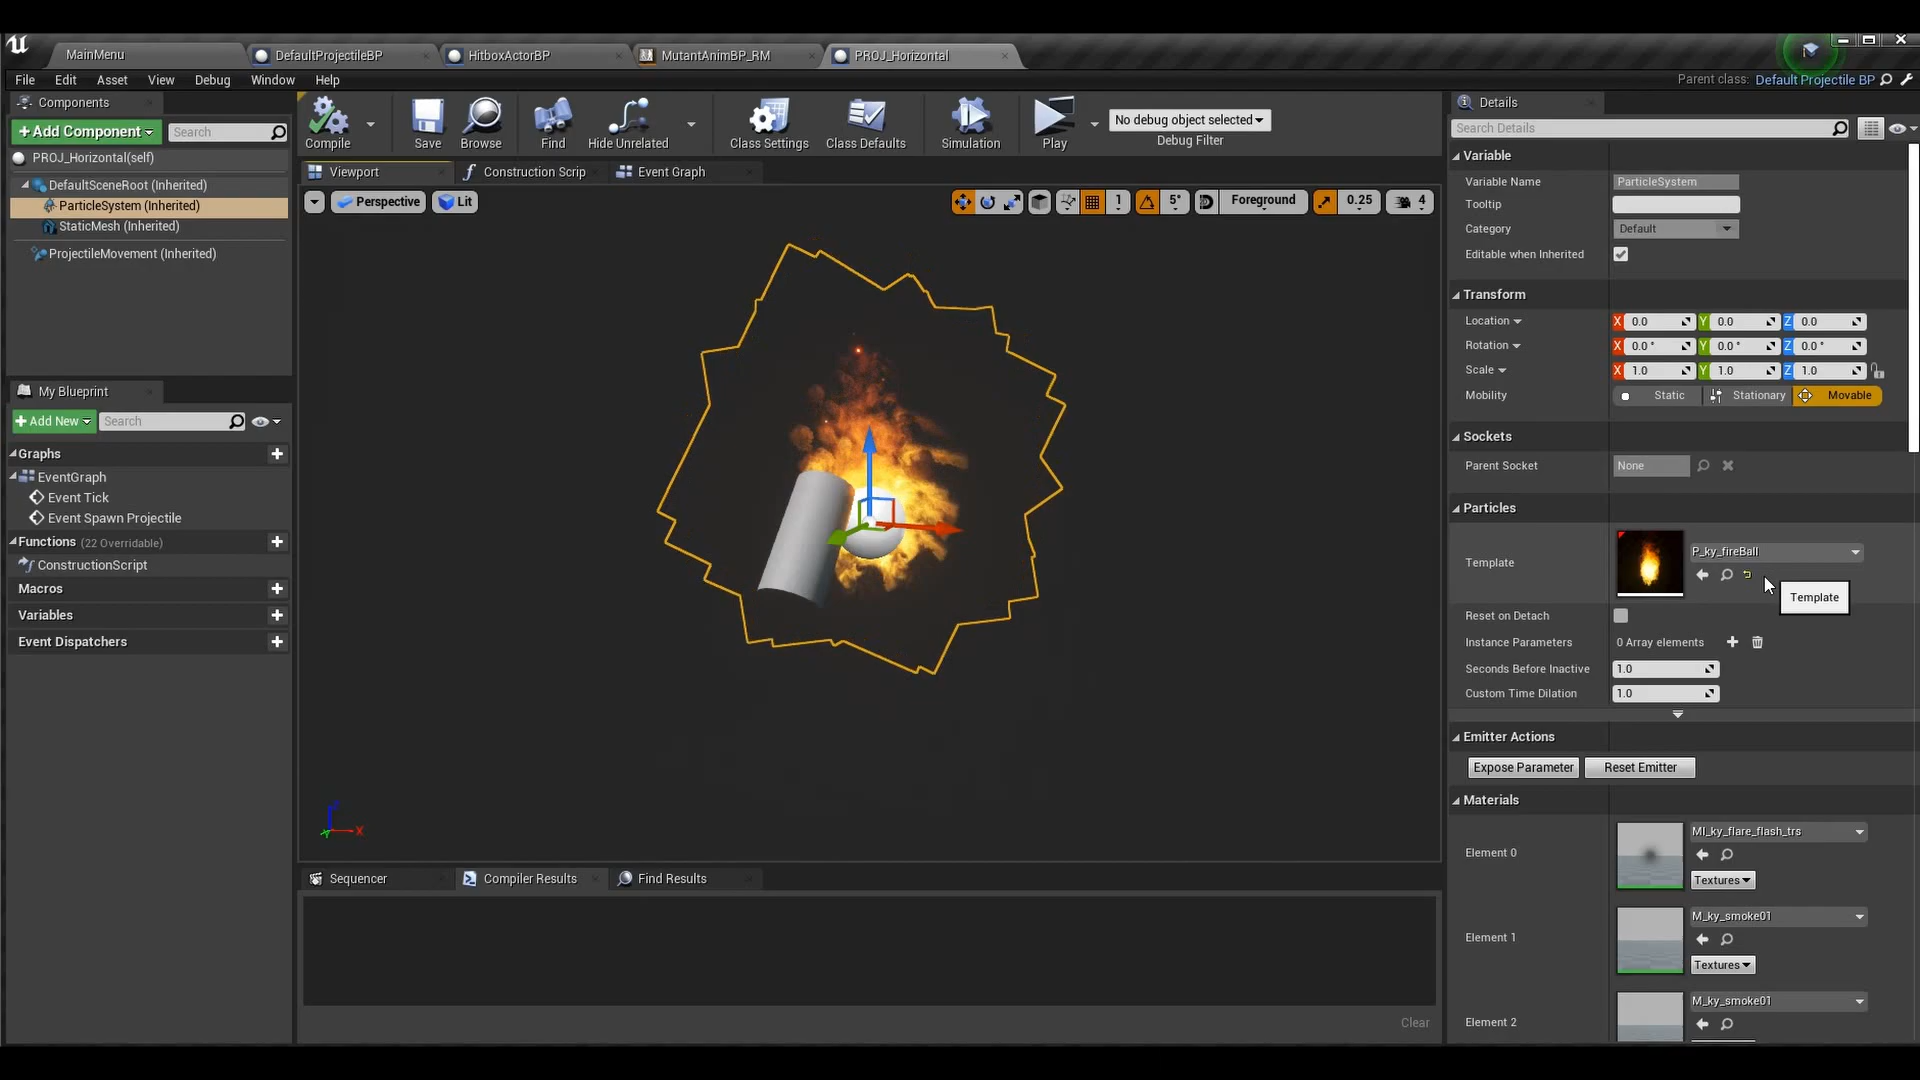 MainMenu
DefaultProjectileBP
HitboxActorBP
MutantAnimBP_RM
PROJ_Horizontal
File Edit Asset View Debug Window Help
Parent class: Default Projectile BP
Components
+Add Component
Search
PROJ_Horizontal(self)
DefaultSceneRoot (Inherited)
ParticleSystem (Inherited)
StaticMesh (Inherited)
ProjectileMovement (Inherited)
My Blueprint
+Add New
Search
Graphs
EventGraph
Event Tick
Event Spawn Projectile
Functions (22 Overridable)
ConstructionScript
Macros
Variables
Event Dispatchers
Compile
Save
Browse
Find
Hide Unrelated
Class Settings
Class Defaults
Simulation
Play
No debug object selected
Debug Filter
Viewport
Construction Scrip
Event Graph
Perspective
Lit
1
5°
Foreground
0.25
4
Z
X
Y
Sequencer
Compiler Results
Find Results
Clear
Details
Search Details
Variable
Variable Name ParticleSystem
Tooltip
Category Default
Editable when Inherited
Transform
Location X 0.0 Y 0.0 Z 0.0
Rotation X 0.0 ° Y 0.0 ° Z 0.0 °
Scale X 1.0 Y 1.0 Z 1.0
Mobility Static Stationary Movable
Sockets
Parent Socket None
Particles
Template P_ky_fireBall
Template
Reset on Detach
Instance Parameters 0 Array elements
Seconds Before Inactive 1.0
Custom Time Dilation 1.0
Emitter Actions
Expose Parameter Reset Emitter
Materials
Element 0 MI_ky_flare_flash_trs
Textures
Element 1 M_ky_smoke01
Textures
Element 2 M_ky_smoke01